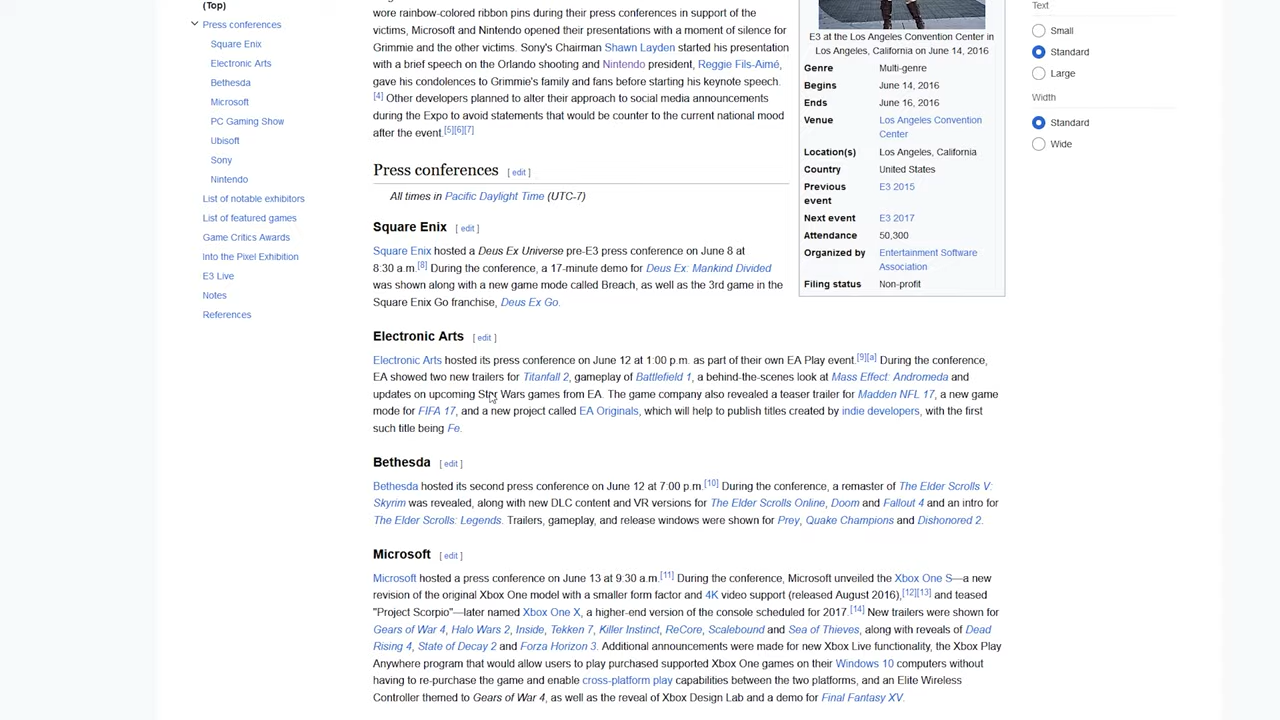 (Top)
Press conferences
Square Enix
Electronic Arts
Bethesda
Microsoft
PC Gaming Show
Ubisoft
Sony
Nintendo
List of notable exhibitors
List of featured games
Game Critics Awards
Into the Pixel Exhibition
E3 Live
Notes
References
wore rainbow-colored ribbon pins during their press conferences in support of the
victims, Microsoft and Nintendo opened their presentations with a moment of silence for
Grimmie and the other victims. Sony's Chairman Shawn Layden started his presentation
with a brief speech on the Orlando shooting and Nintendo president, Reggie Fils-Aimé,
gave his condolences to Grimmie's family and fans before starting his keynote speech.
[4] Other developers planned to alter their approach to social media announcements
during the Expo to avoid statements that would be counter to the current national mood
after the event.[5][6][7]
Press conferences [ edit ]
All times in Pacific Daylight Time (UTC-7)
Square Enix [ edit ]
Square Enix hosted a Deus Ex Universe pre-E3 press conference on June 8 at
8:30 a.m.[8] During the conference, a 17-minute demo for Deus Ex: Mankind Divided
was shown along with a new game mode called Breach, as well as the 3rd game in the
Square Enix Go franchise, Deus Ex Go.
Electronic Arts [ edit ]
Electronic Arts hosted its press conference on June 12 at 1:00 p.m. as part of their own EA Play event.[9][a] During the conference,
EA showed two new trailers for Titanfall 2, gameplay of Battlefield 1, a behind-the-scenes look at Mass Effect: Andromeda and
updates on upcoming Star Wars games from EA. The game company also revealed a teaser trailer for Madden NFL 17, a new game
mode for FIFA 17, and a new project called EA Originals, which will help to publish titles created by indie developers, with the first
such title being Fe.
Bethesda [ edit ]
Bethesda hosted its second press conference on June 12 at 7:00 p.m.[10] During the conference, a remaster of The Elder Scrolls V:
Skyrim was revealed, along with new DLC content and VR versions for The Elder Scrolls Online, Doom and Fallout 4 and an intro for
The Elder Scrolls: Legends. Trailers, gameplay, and release windows were shown for Prey, Quake Champions and Dishonored 2.
Microsoft [ edit ]
Microsoft hosted a press conference on June 13 at 9:30 a.m.[11] During the conference, Microsoft unveiled the Xbox One S—a new
revision of the original Xbox One model with a smaller form factor and 4K video support (released August 2016),[12][13] and teased
"Project Scorpio"—later named Xbox One X, a higher-end version of the console scheduled for 2017.[14] New trailers were shown for
Gears of War 4, Halo Wars 2, Inside, Tekken 7, Killer Instinct, ReCore, Scalebound and Sea of Thieves, along with reveals of Dead
Rising 4, State of Decay 2 and Forza Horizon 3. Additional announcements were made for new Xbox Live functionality, the Xbox Play
Anywhere program that would allow users to play purchased supported Xbox One games on their Windows 10 computers without
having to re-purchase the game and enable cross-platform play capabilities between the two platforms, and an Elite Wireless
Controller themed to Gears of War 4, as well as the reveal of Xbox Design Lab and a demo for Final Fantasy XV.
E3 at the Los Angeles Convention Center in
Los Angeles, California on June 14, 2016
Genre Multi-genre
Begins June 14, 2016
Ends June 16, 2016
Venue Los Angeles Convention
Center
Location(s) Los Angeles, California
Country United States
Previous E3 2015
event
Next event E3 2017
Attendance 50,300
Organized by Entertainment Software
Association
Filing status Non-profit
Text
Small
Standard
Large
Width
Standard
Wide